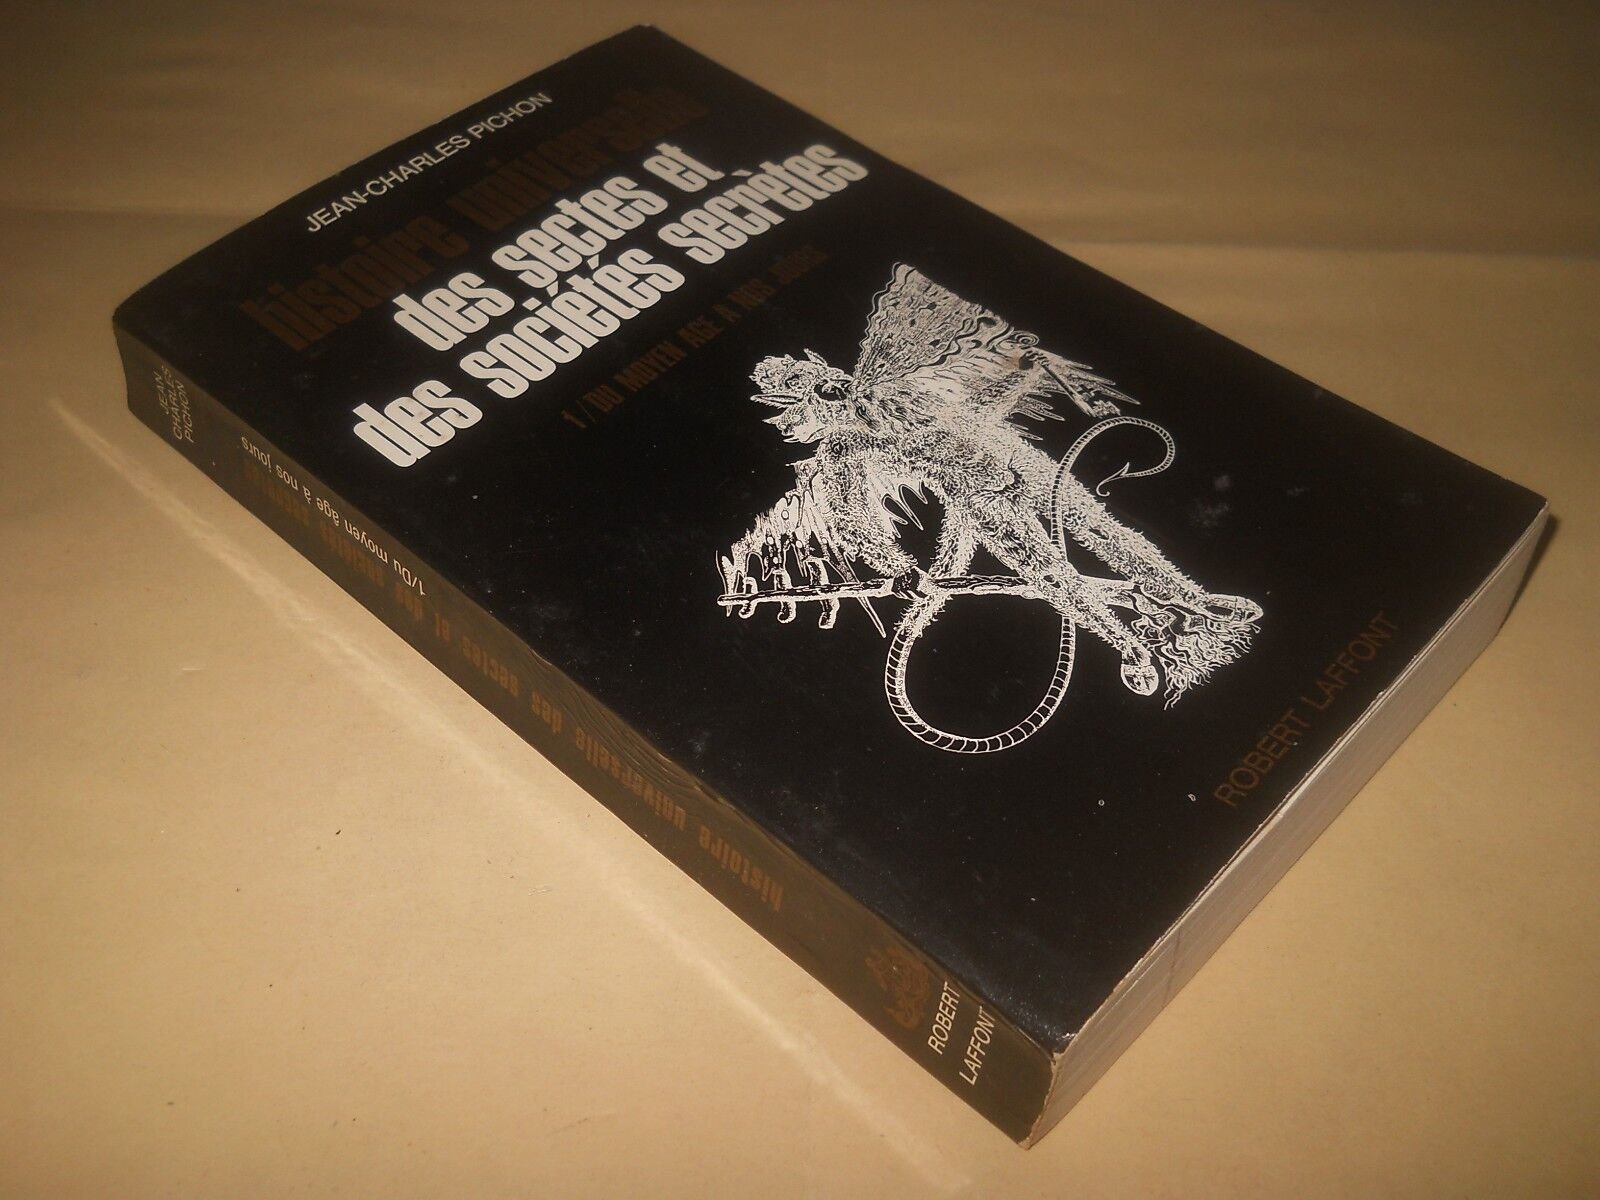 JEAN-CHARLES PICHON
histoire universelle
des sectes et
des sociétés secrètes
1/DU MOYEN AGE A NOS JOURS
ROBERT LAFFONT
JEAN
CHARLES
PICHON
1/Du moyen âge à nos jours
histoire universelle des sectes et des sociétés secrètes
ROBERT
LAFFONT